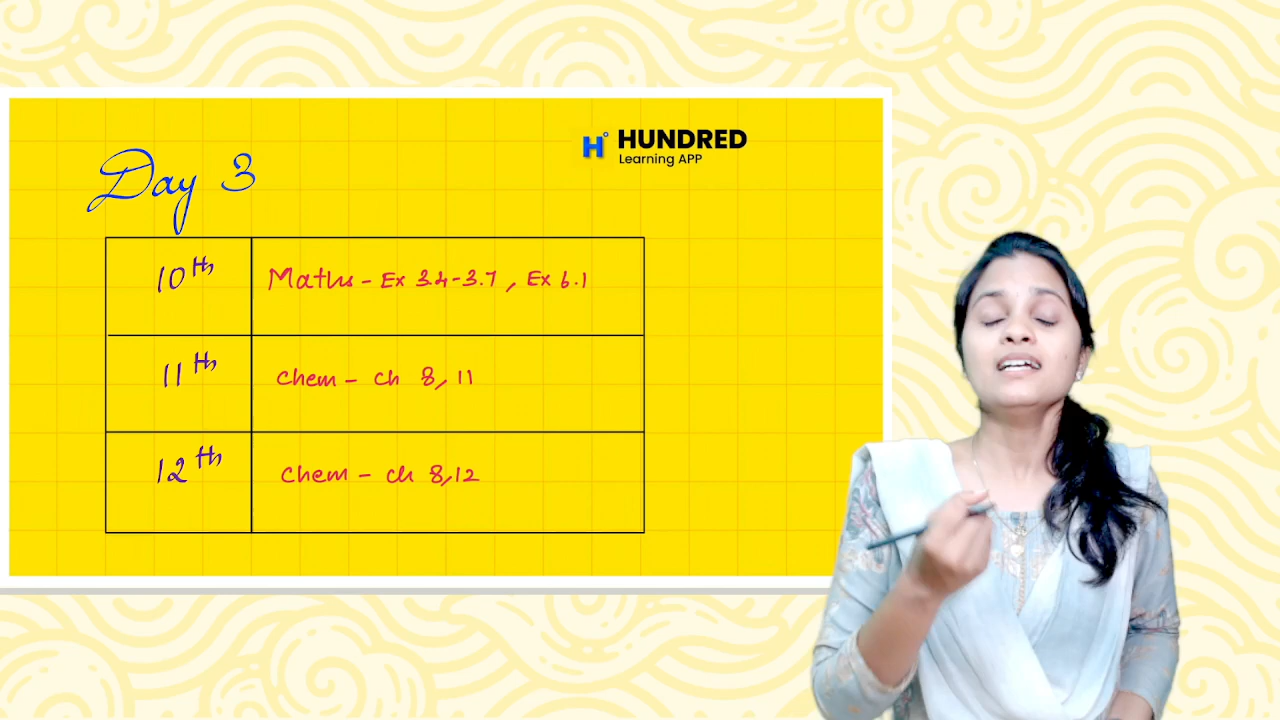 H° HUNDRED
Learning APP
Day 3
10th Maths - Ex 3.4-3.7, Ex 6.1
11th Chem - ch 8, 11
12th Chem - ch 8,12